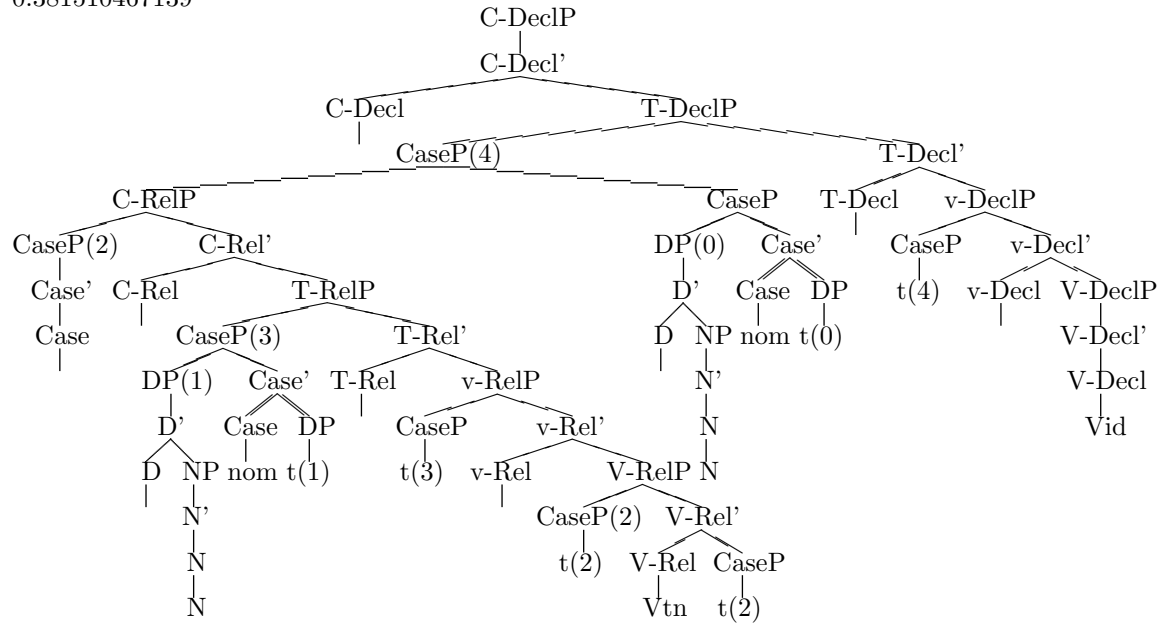 C-DeclP
C-Decl'
C-Decl T-DeclP
CaseP(4) T-Decl'
C-RelP CaseP T-Decl v-DeclP
CaseP(2) C-Rel' DP(0) Case' CaseP v-Decl'
Case' C-Rel T-RelP D' Case DP t(4) v-Decl V-DeclP
Case CaseP(3) T-Rel' D NP nom t(0) V-Decl'
DP(1) Case' T-Rel v-RelP N' V-Decl
D' Case DP CaseP v-Rel' N Vid
D NP nom t(1) t(3) v-Rel V-RelP N
N' CaseP(2) V-Rel'
N t(2) V-Rel CaseP
N Vtn t(2)